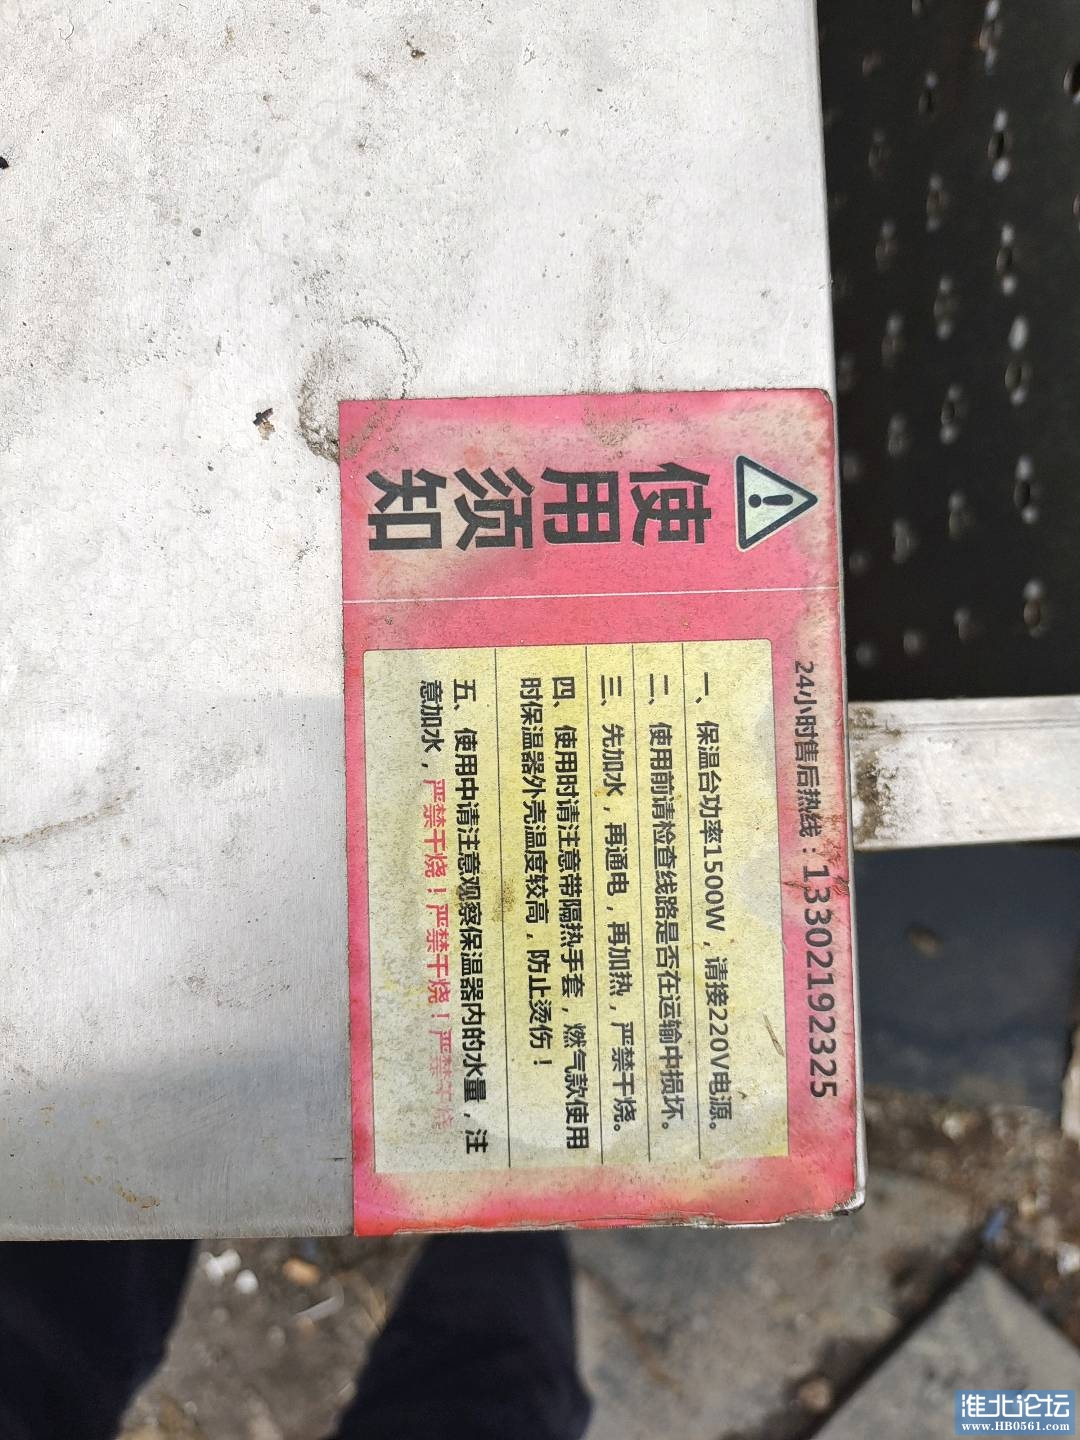 使用须知
24小时售后热线：13302192325
一、保温台功率1500W，请接220V电源。
二、使用前请检查线路是否在运输中损坏。
三、先加水，再通电，再加热，严禁干烧。
四、使用时请注意带隔热手套，燃气款使用
时保温器外壳温度较高，防止烫伤！
五、使用中请注意观察保温器内的水量，注
意加水，严禁干烧！严禁干烧！严禁干烧
淮北论坛
www.HB0561.com